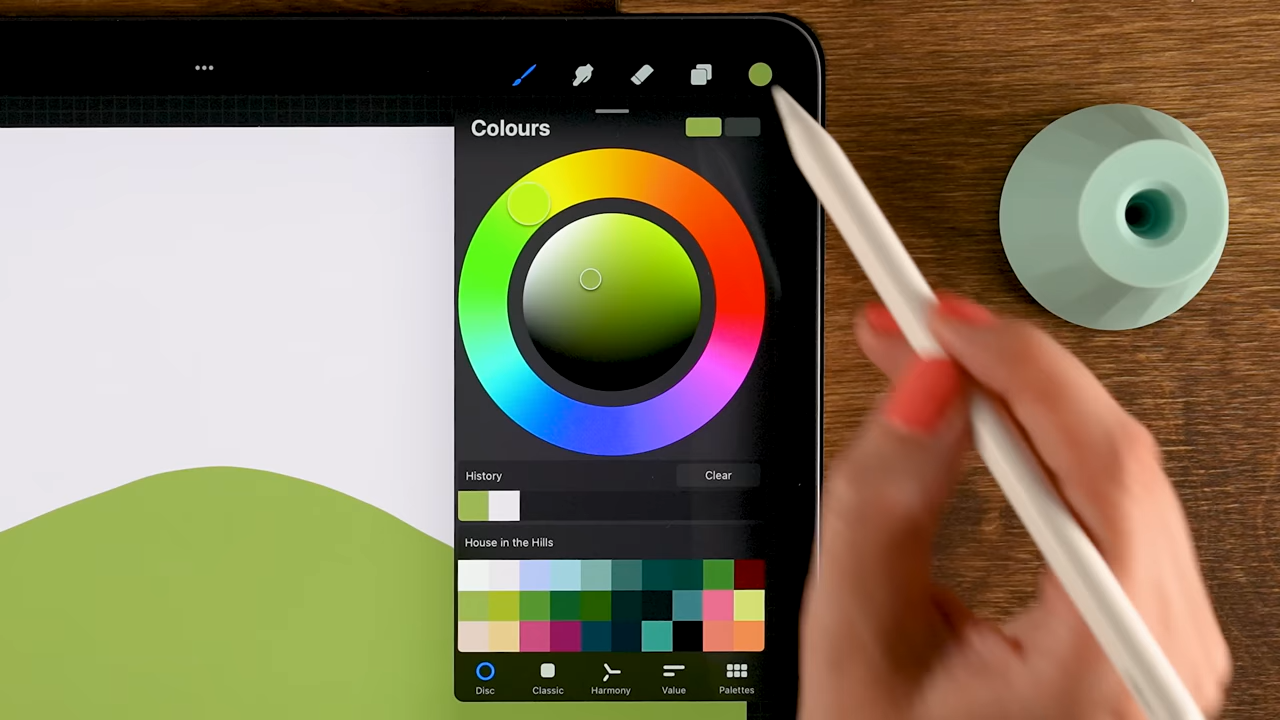 Colours
History
Clear
House in the Hills
Disc
Classic
Harmony
Value
Palettes